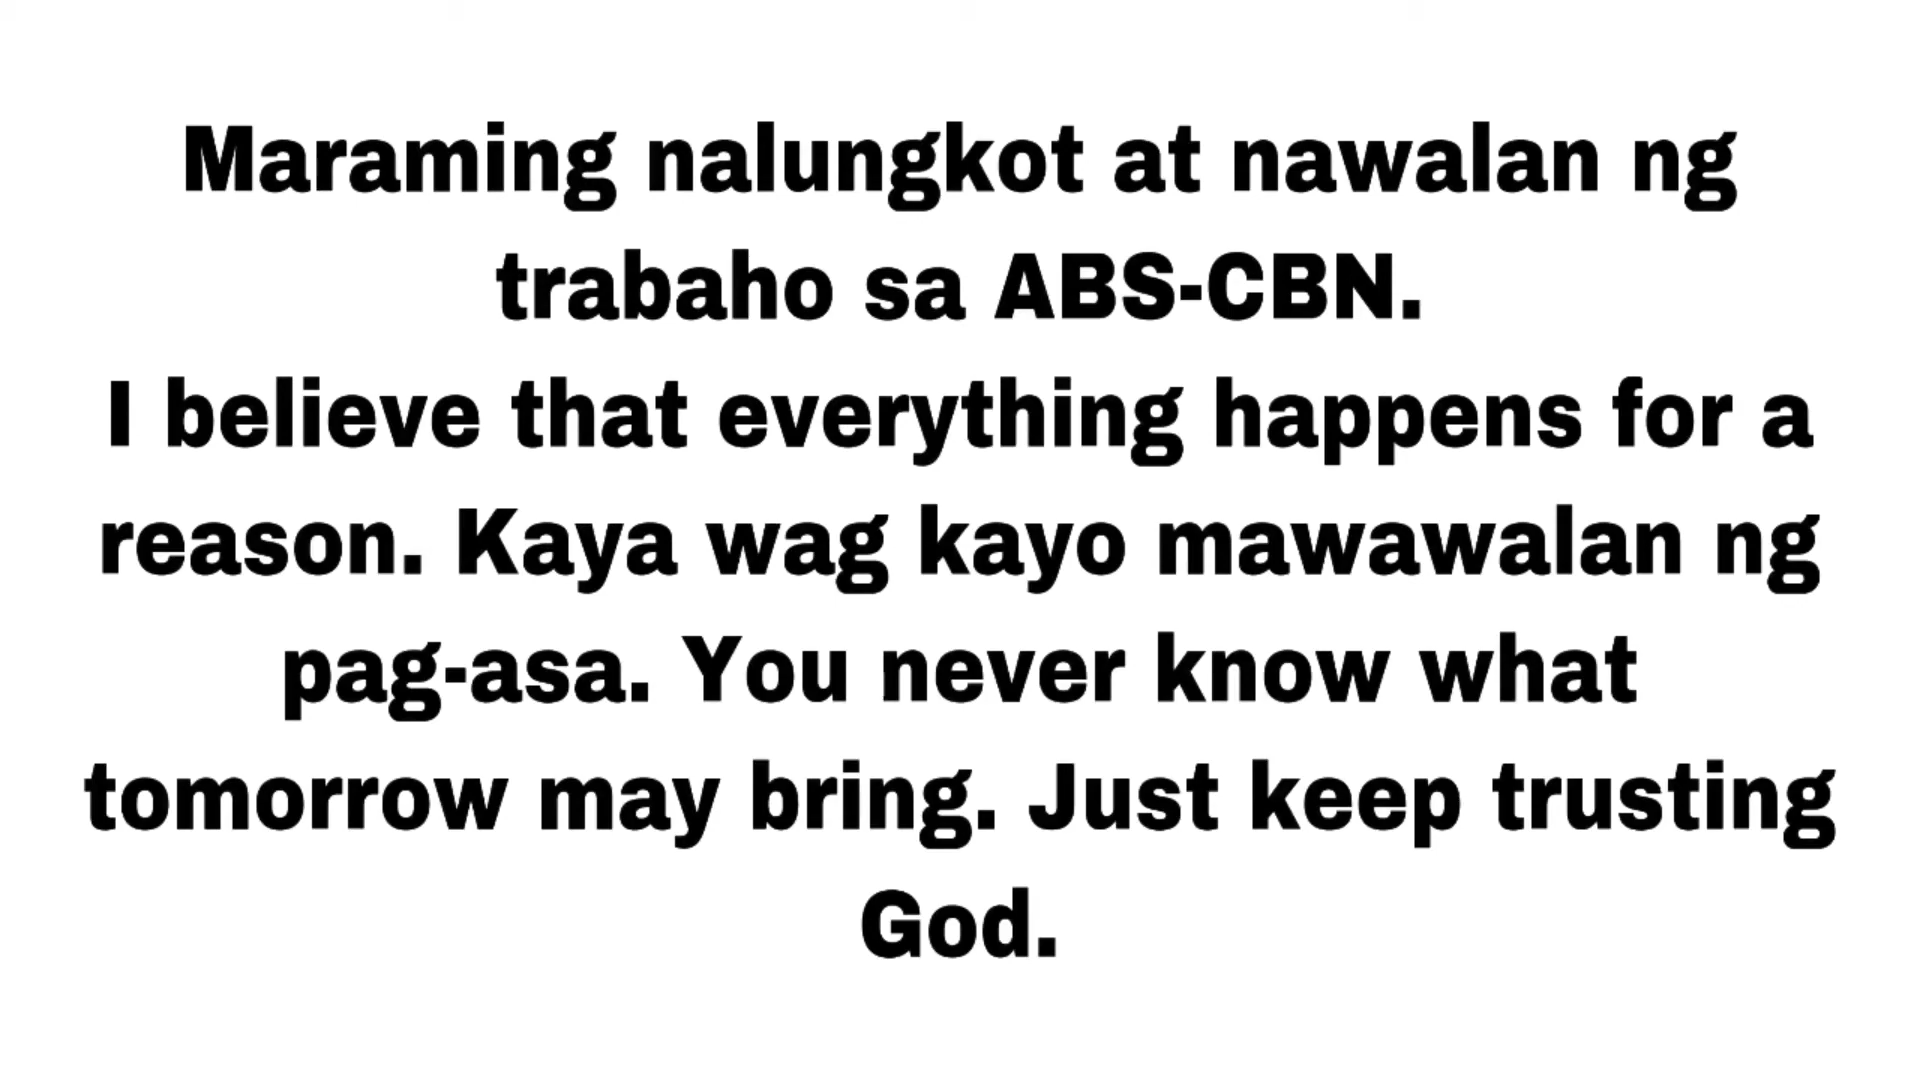 Maraming nalungkot at nawalan ng
trabaho sa ABS-CBN.
I believe that everything happens for a
reason. Kaya wag kayo mawawalan ng
pag-asa. You never know what
tomorrow may bring. Just keep trusting
God.